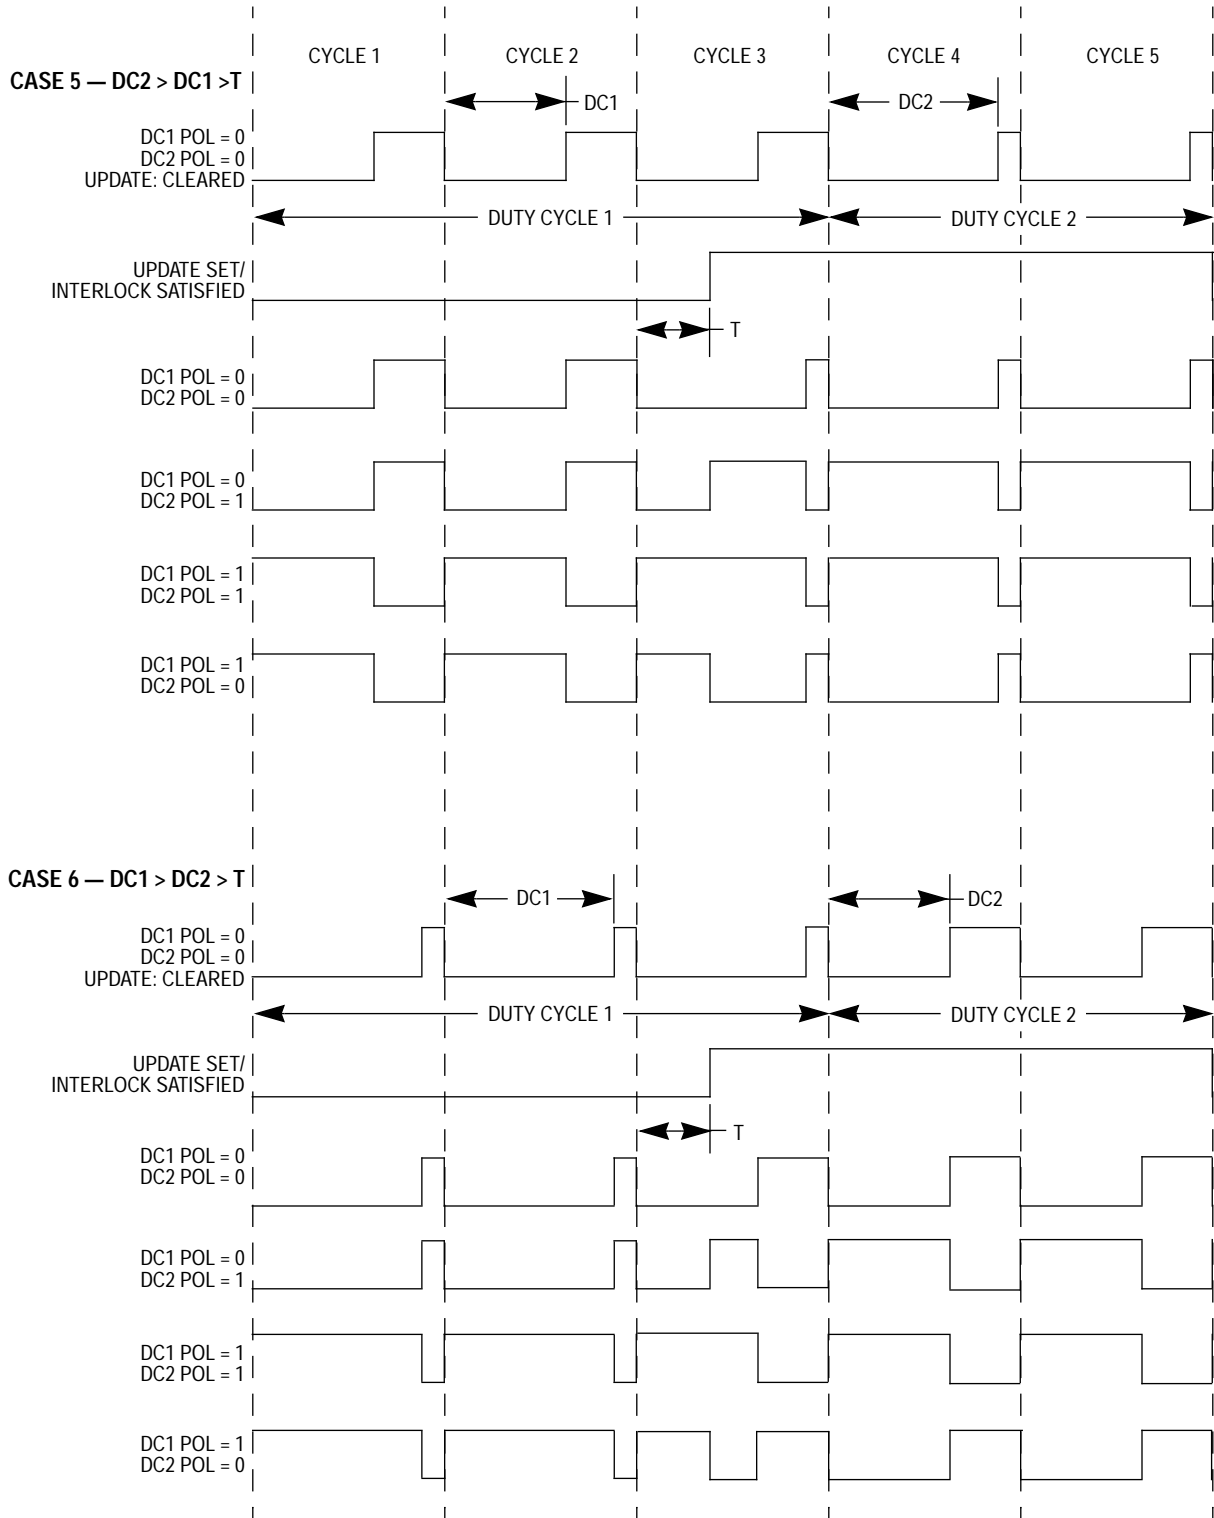 CYCLE 1 CYCLE 2 CYCLE 3 CYCLE 4 CYCLE 5
CASE 5 — DC2 > DC1 >T
DC1 DC2
DC1 POL = 0
DC2 POL = 0
UPDATE: CLEARED
DUTY CYCLE 1 DUTY CYCLE 2
UPDATE SET/
INTERLOCK SATISFIED
T
DC1 POL = 0
DC2 POL = 0
DC1 POL = 0
DC2 POL = 1
DC1 POL = 1
DC2 POL = 1
DC1 POL = 1
DC2 POL = 0
CASE 6 — DC1 > DC2 > T
DC1 DC2
DC1 POL = 0
DC2 POL = 0
UPDATE: CLEARED
DUTY CYCLE 1 DUTY CYCLE 2
UPDATE SET/
INTERLOCK SATISFIED
T
DC1 POL = 0
DC2 POL = 0
DC1 POL = 0
DC2 POL = 1
DC1 POL = 1
DC2 POL = 1
DC1 POL = 1
DC2 POL = 0